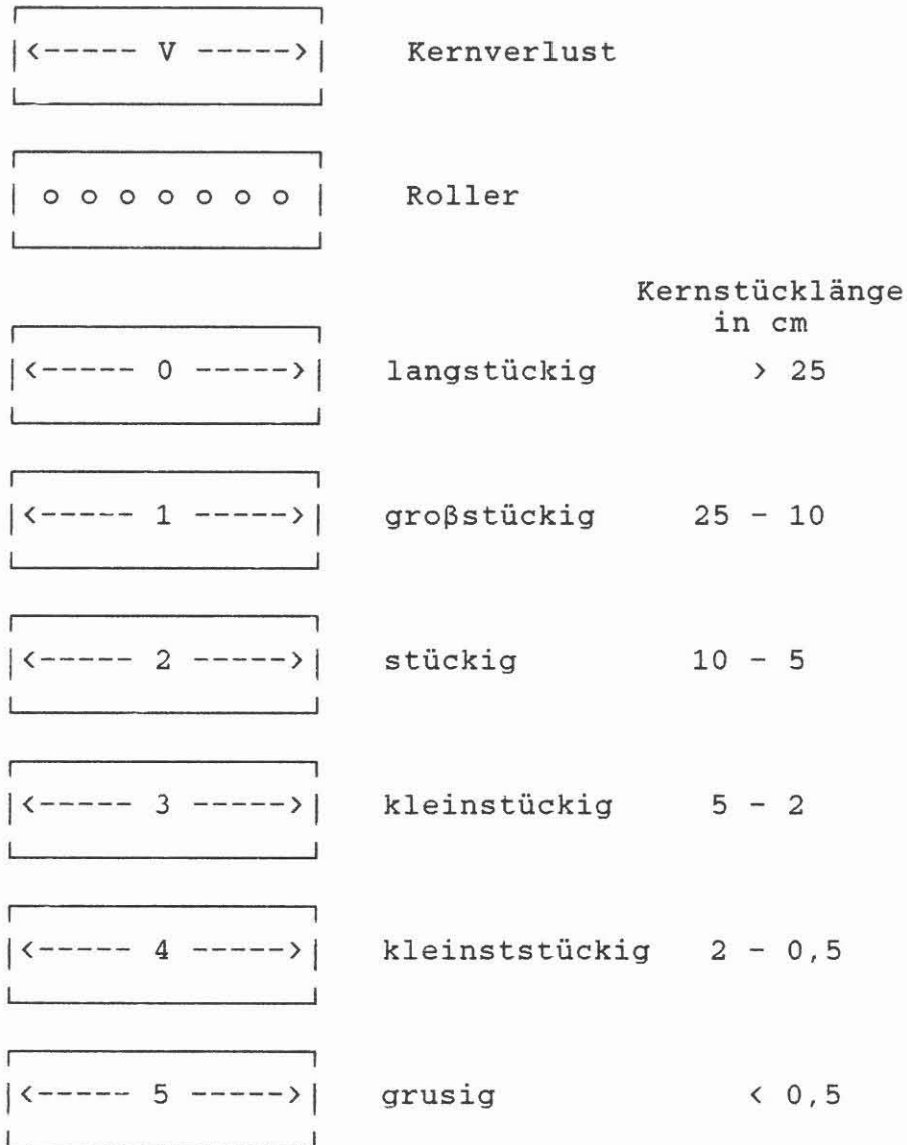 |<----- V ----->| Kernverlust
| o o o o o o o | Roller
Kernstücklänge
in cm
|<----- 0 ----->| langstückig > 25
|<----- 1 ----->| großstückig 25 - 10
|<----- 2 ----->| stückig 10 - 5
|<----- 3 ----->| kleinstückig 5 - 2
|<----- 4 ----->| kleinststückig 2 - 0,5
|<----- 5 ----->| grusig < 0,5